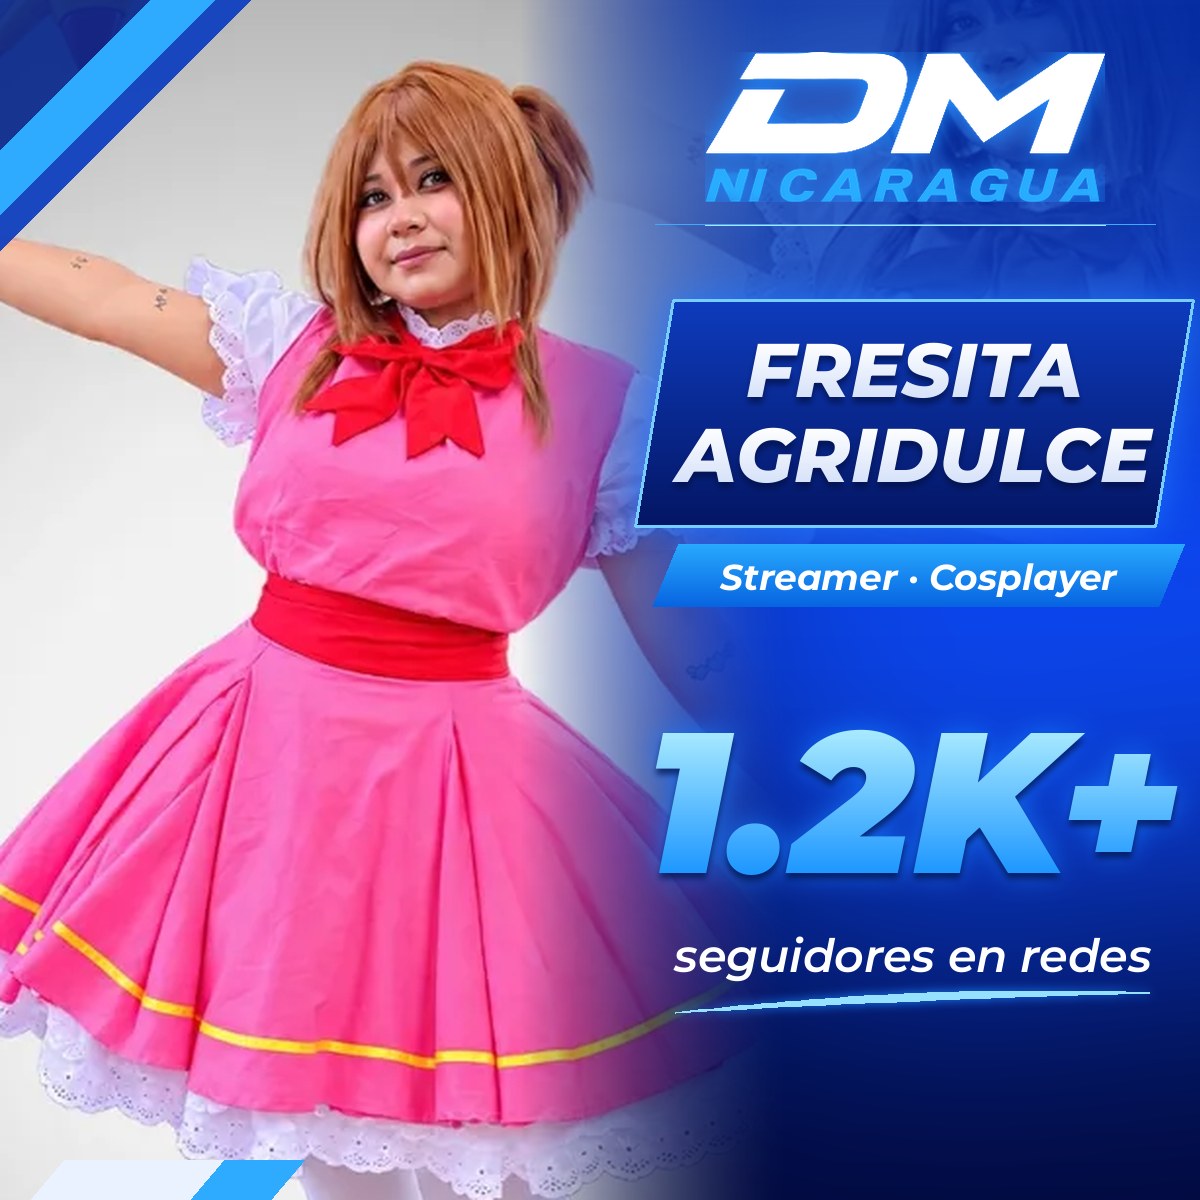 DM
NICARAGUA
FRESITA
AGRIDULCE
Streamer · Cosplayer
1.2K+
seguidores en redes